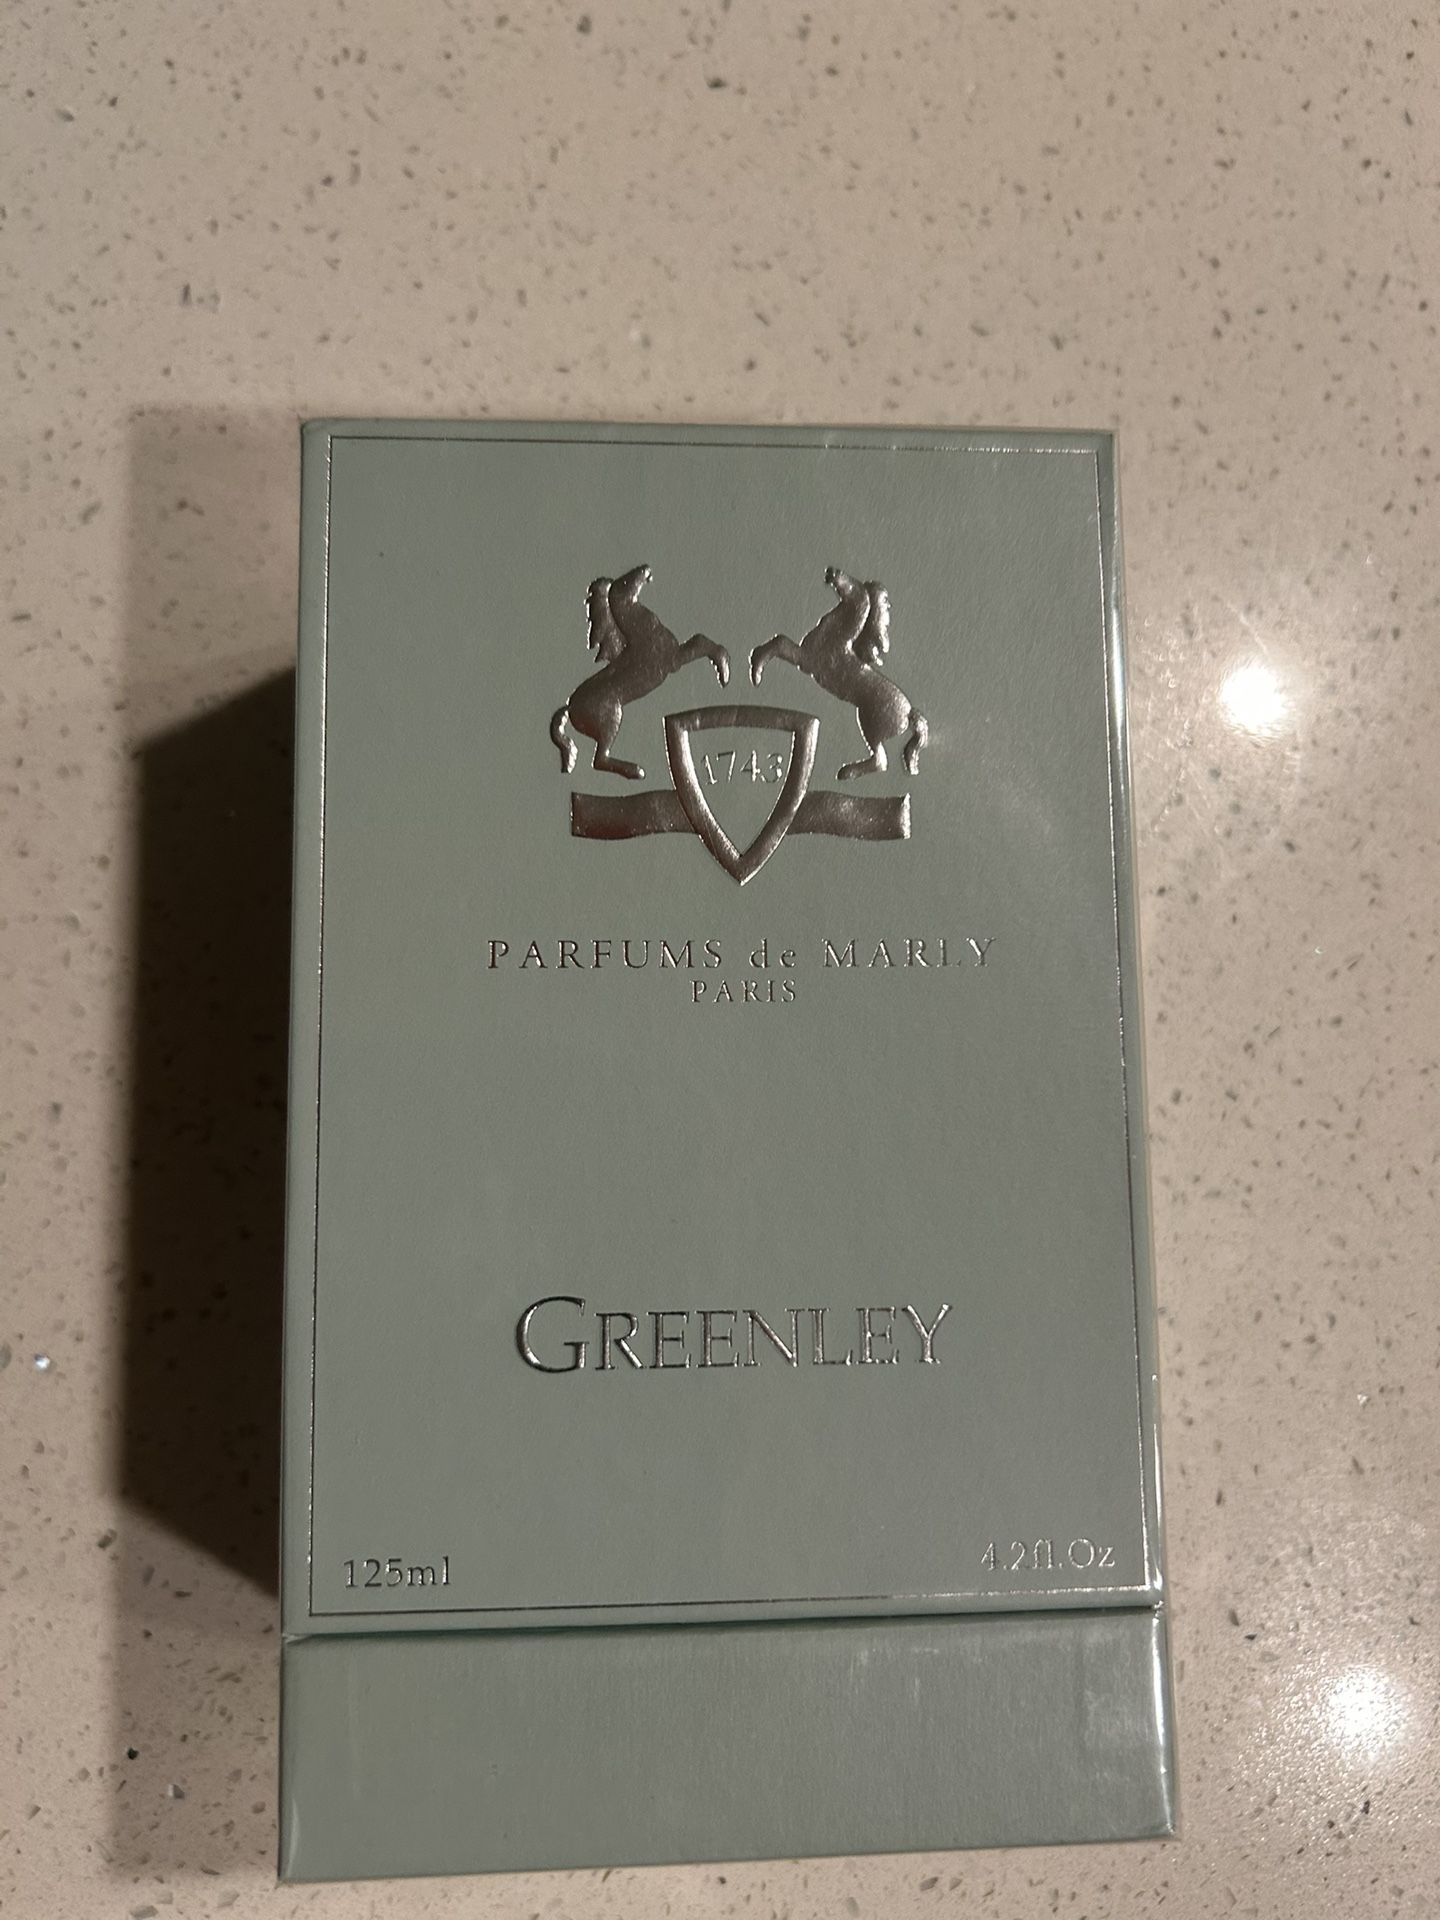 1743
PARFUMS de MARLY
PARIS
GREENLEY
125ml
4.2fl.Oz